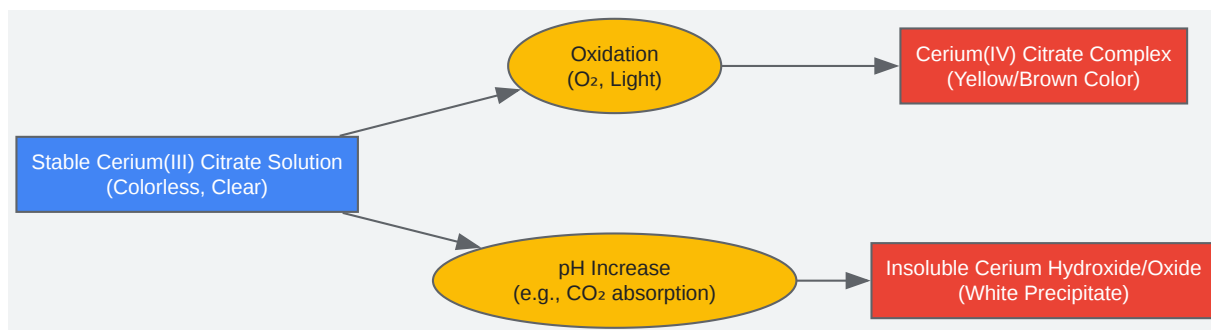 Oxidation
(O₂, Light)
Cerium(IV) Citrate Complex
(Yellow/Brown Color)
Stable Cerium(III) Citrate Solution
(Colorless, Clear)
pH Increase
(e.g., CO₂ absorption)
Insoluble Cerium Hydroxide/Oxide
(White Precipitate)